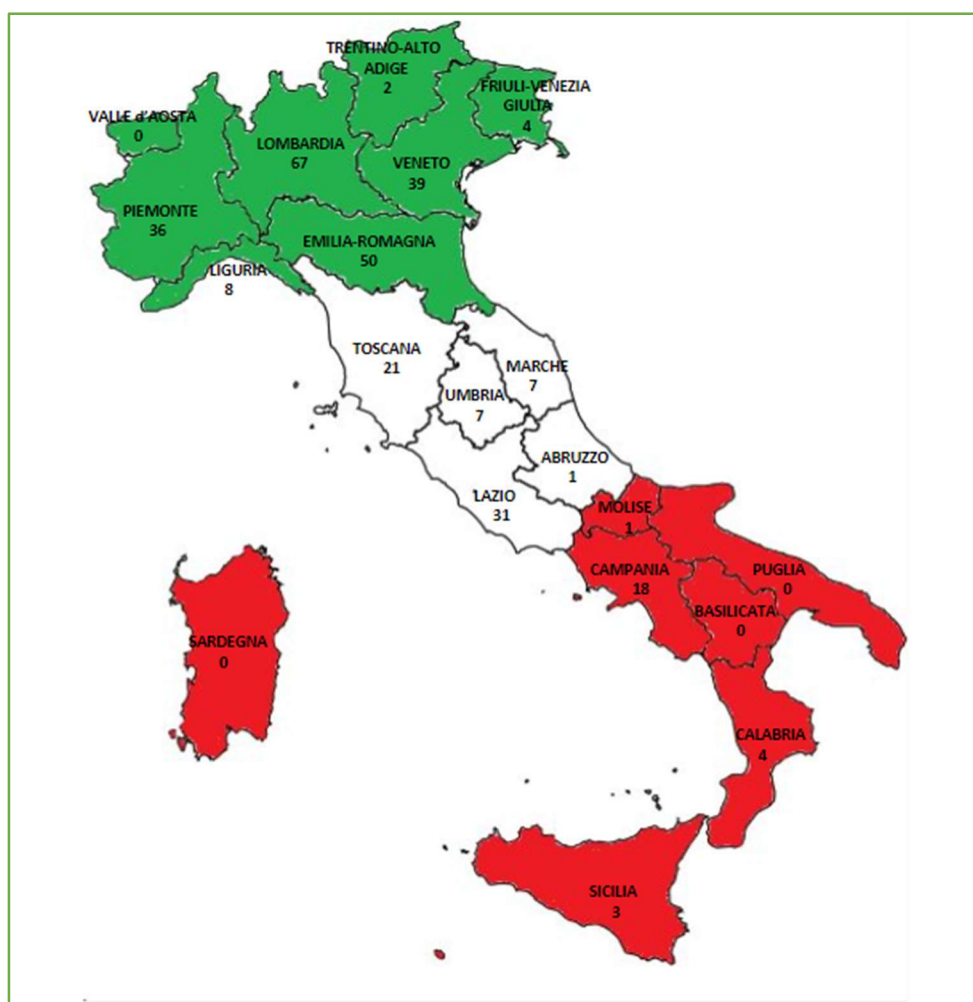 TRENTINO-ALTO
ADIGE
2
FRIULI-VENEZIA
GIULIA
4
VALLE d'AOSTA
0
LOMBARDIA
67
VENETO
39
PIEMONTE
36
EMILIA-ROMAGNA
50
LIGURIA
8
TOSCANA
21
MARCHE
7
UMBRIA
7
ABRUZZO
1
LAZIO
31
MOLISE
1
CAMPANIA
18
PUGLIA
0
BASILICATA
0
SARDEGNA
0
CALABRIA
4
SICILIA
3